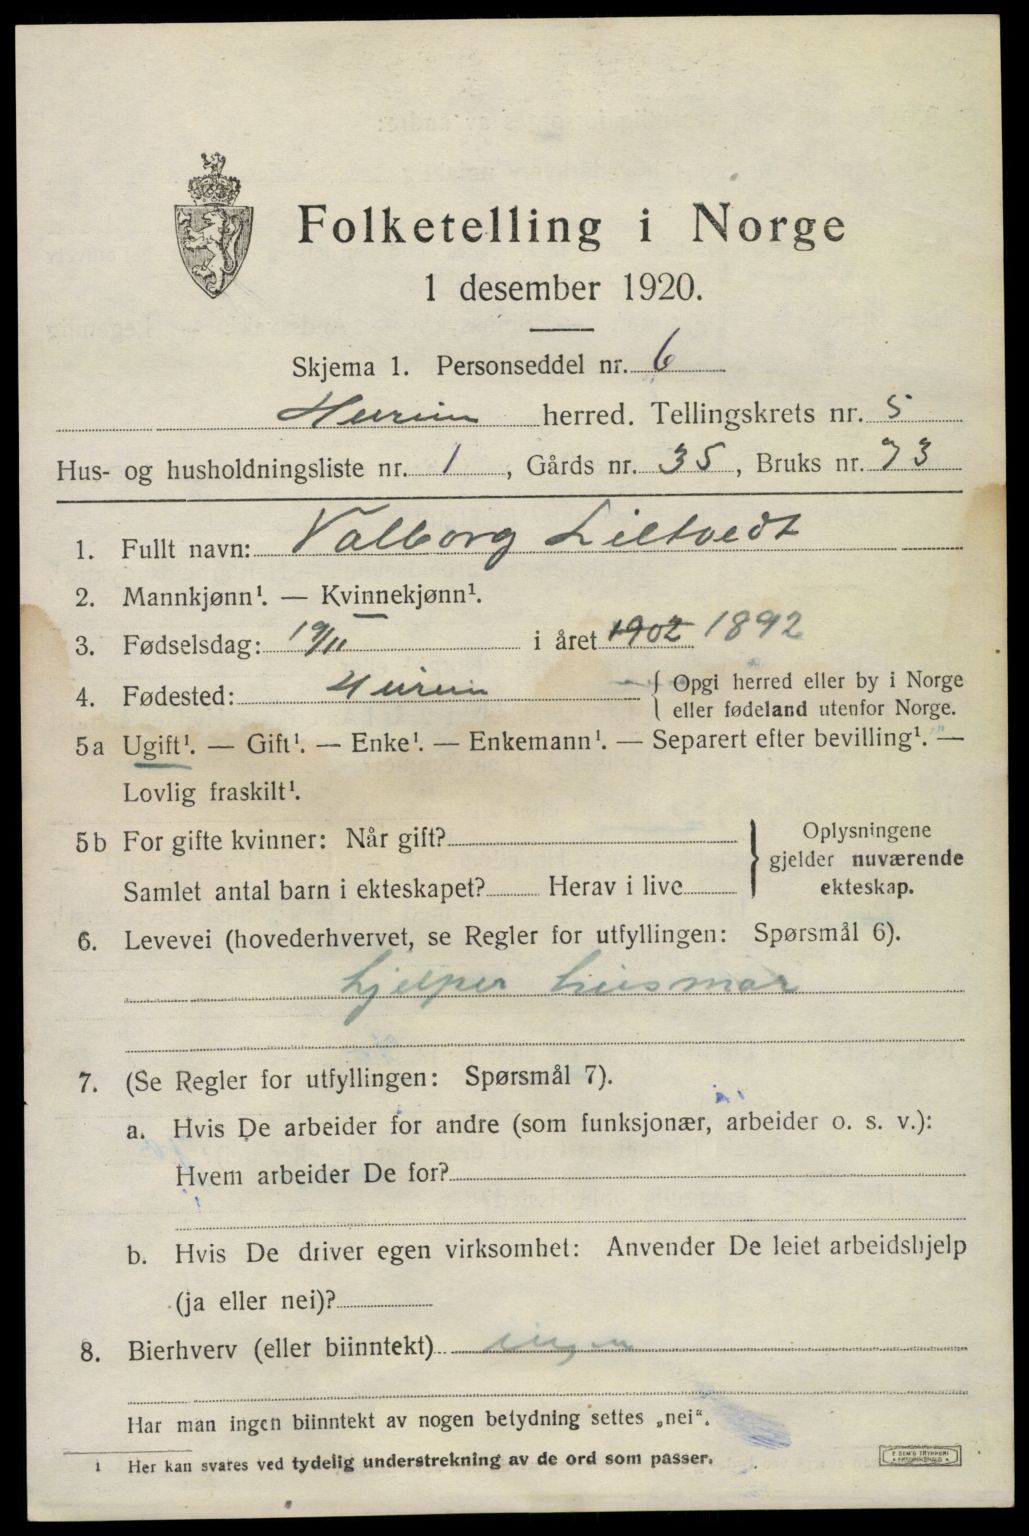 Folketelling i Norge
1 desember 1920.
Skjema 1. Personseddel nr. 6
Hurum herred. Tellingskrets nr. 5
Hus- og husholdningsliste nr. 1, Gårds nr. 35, Bruks nr. 73
1. Fullt navn: Valborg Liltvedt
2. Mannkjønn¹. — Kvinnekjønn¹.
3. Fødselsdag: 19/11 i året 1902 1892
4. Fødested: Hurum { Opgi herred eller by i Norge
eller fødeland utenfor Norge.
5a Ugift¹. — Gift¹. — Enke¹. — Enkemann¹. — Separert efter bevilling¹. —
Lovlig fraskilt¹.
5b For gifte kvinner: Når gift? } Oplysningene
gjelder nuværende
Samlet antal barn i ekteskapet? Herav i live ekteskap.
6. Levevei (hovederhvervet, se Regler for utfyllingen: Spørsmål 6).
hjelper husmor
7. (Se Regler for utfyllingen: Spørsmål 7).
a. Hvis De arbeider for andre (som funksjonær, arbeider o. s. v.):
Hvem arbeider De for?
b. Hvis De driver egen virksomhet: Anvender De leiet arbeidshjelp
(ja eller nei)?
8. Bierhverv (eller biinntekt) ingen
Har man ingen biinntekt av nogen betydning settes „nei“.
¹ Her kan svares ved tydelig understrekning av de ord som passer.
F. SEM'S TRYKKERI
FREDRIKSHALD